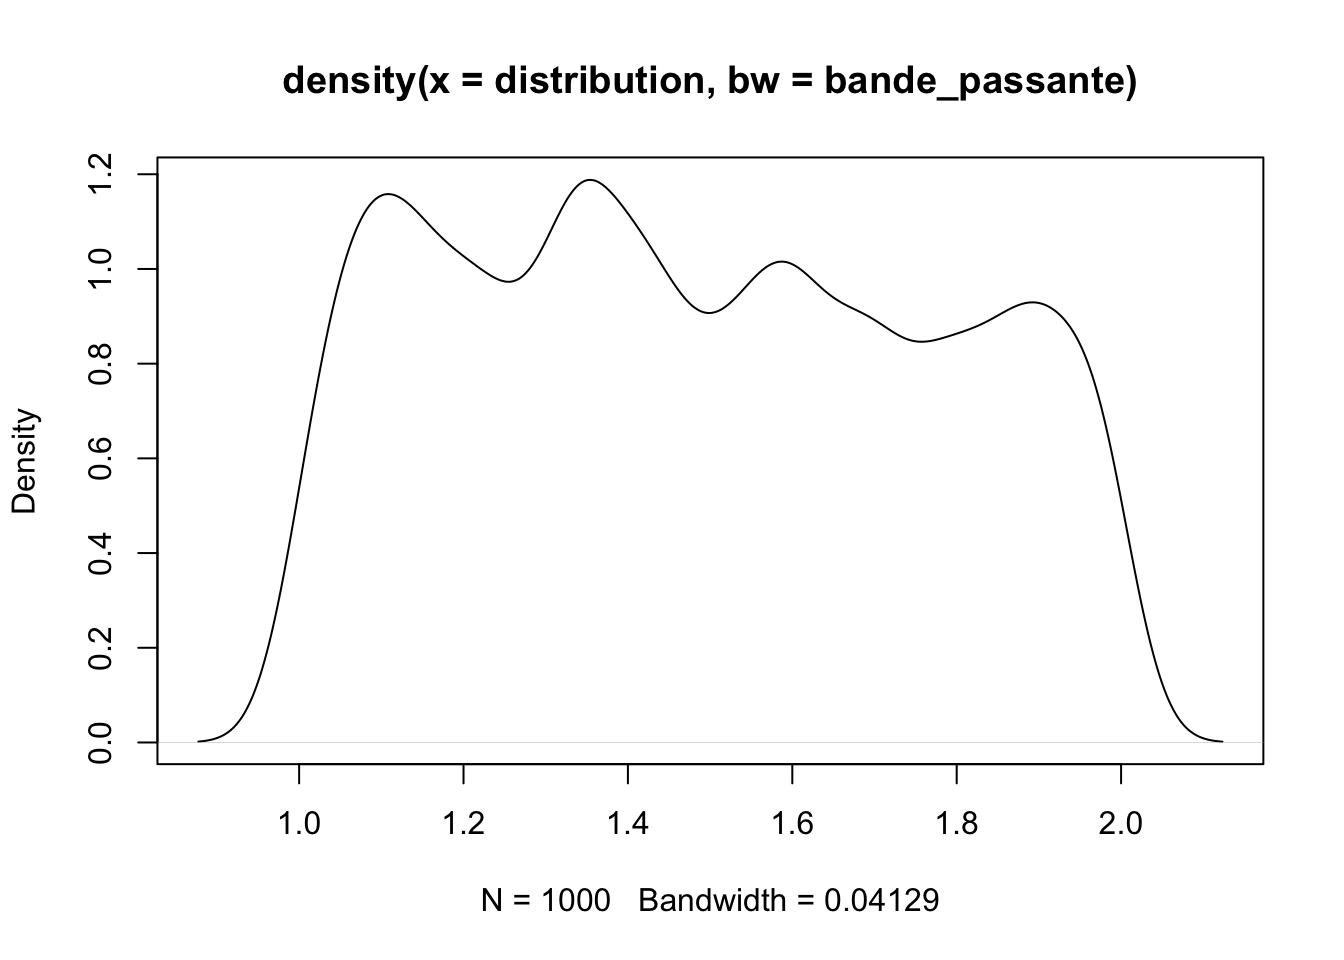 density(x = distribution, bw = bande_passante)
Density
1.2
1.0
0.8
0.6
0.4
0.2
0.0
1.0 1.2 1.4 1.6 1.8 2.0
N = 1000 Bandwidth = 0.04129